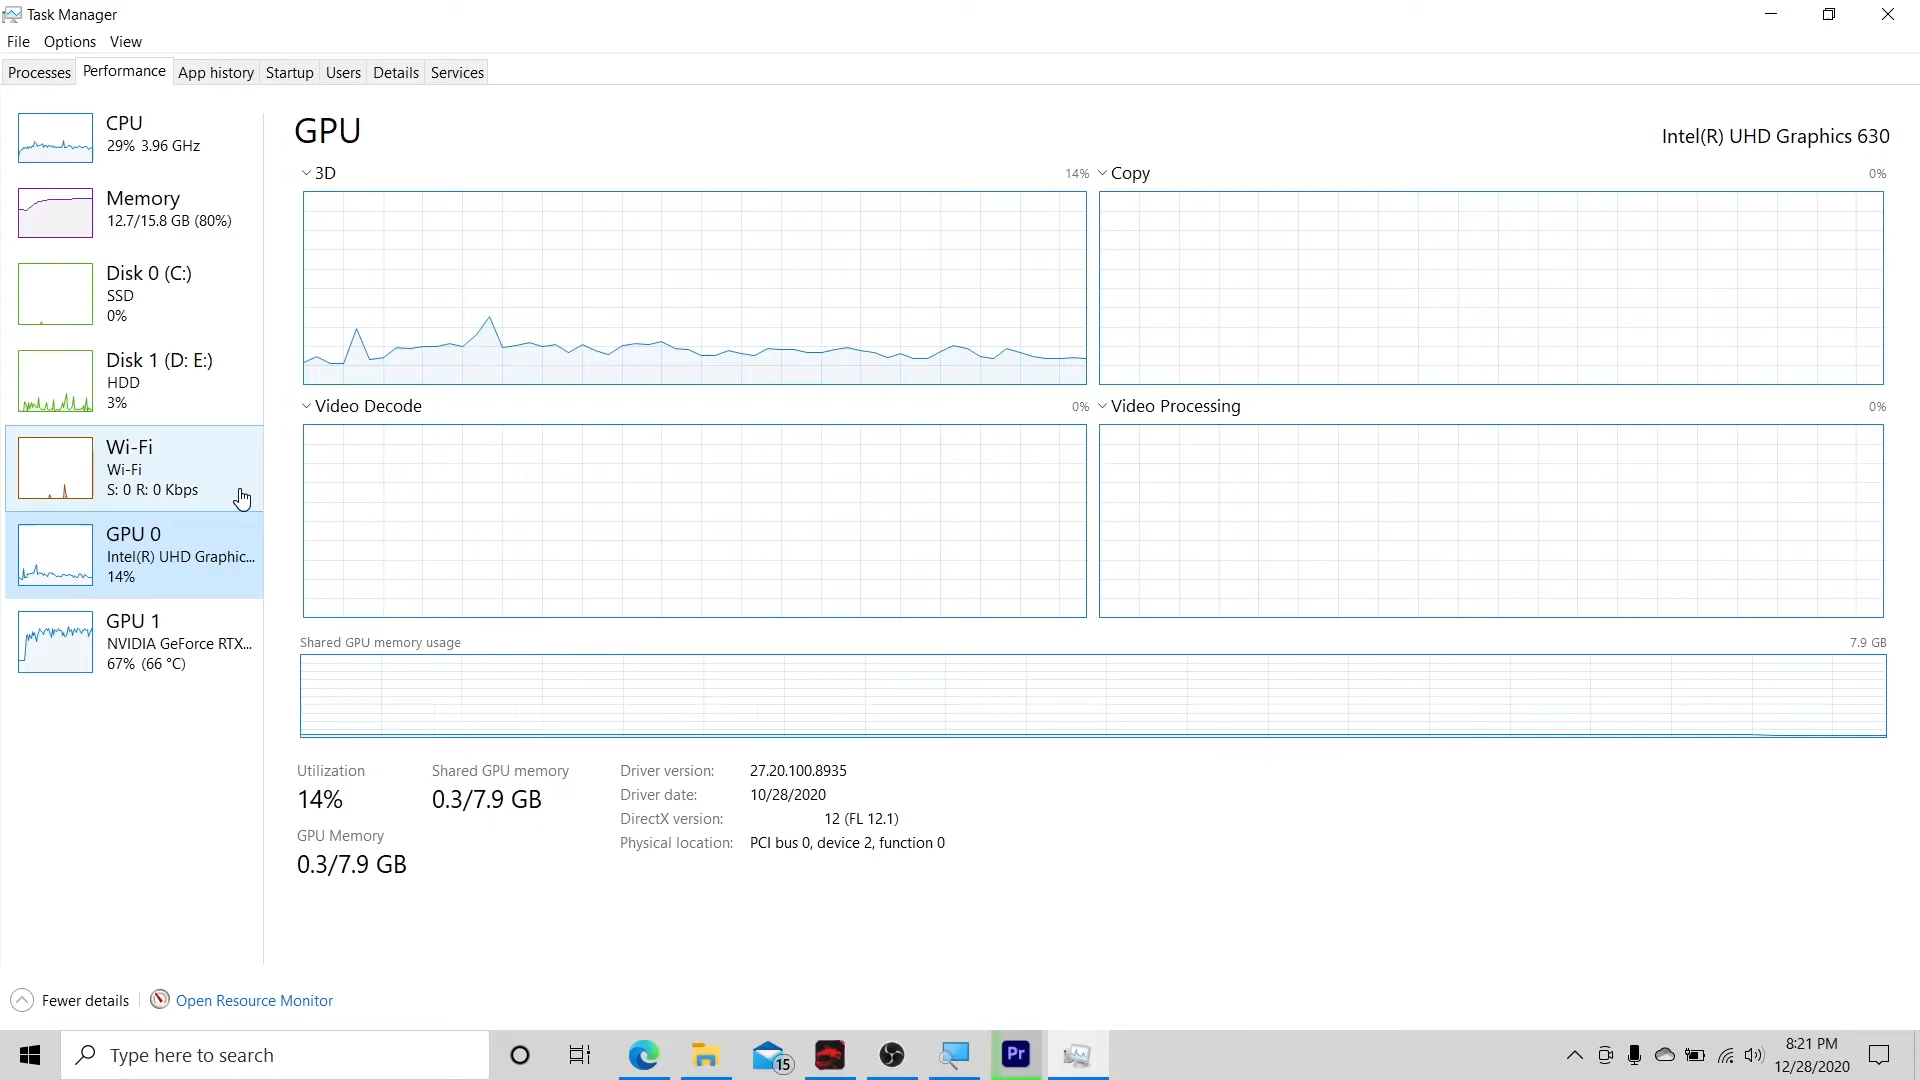 Task Manager
File Options View
Processes Performance App history Startup Users Details Services
CPU
29% 3.96 GHz
Memory
12.7/15.8 GB (80%)
Disk 0 (C:)
SSD
0%
Disk 1 (D: E:)
HDD
3%
Wi-Fi
Wi-Fi
S: 0 R: 0 Kbps
GPU 0
Intel(R) UHD Graphic...
14%
GPU 1
NVIDIA GeForce RTX...
67% (66 °C)
GPU
Intel(R) UHD Graphics 630
3D 14%
Copy 0%
Video Decode 0%
Video Processing 0%
Shared GPU memory usage 7.9 GB
Utilization
14%
Shared GPU memory
0.3/7.9 GB
GPU Memory
0.3/7.9 GB
Driver version: 27.20.100.8935
Driver date: 10/28/2020
DirectX version: 12 (FL 12.1)
Physical location: PCI bus 0, device 2, function 0
Fewer details Open Resource Monitor
Type here to search
15
Pr
8:21 PM
12/28/2020